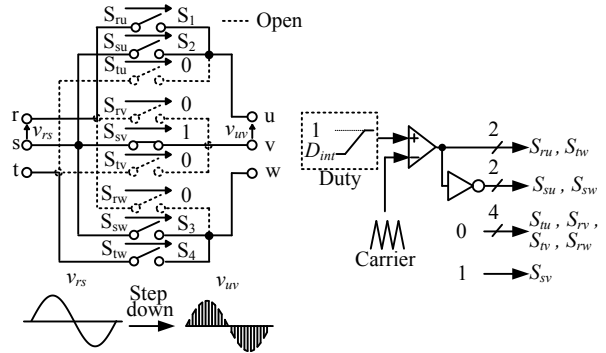 S_ru S_1
S_su S_2
S_tu 0
S_rv 0
S_sv 1
S_tv 0
S_rw 0
S_sw S_3
S_tw S_4
Open
r
v_rs
s
t
u
v_uv
v
w
v_rs
Step
down
v_uv
1
D_int
Duty
+
−
Carrier
2
S_ru, S_tw
2
S_su, S_sw
0
4
S_tu, S_rv,
S_tv, S_rw
1
S_sv